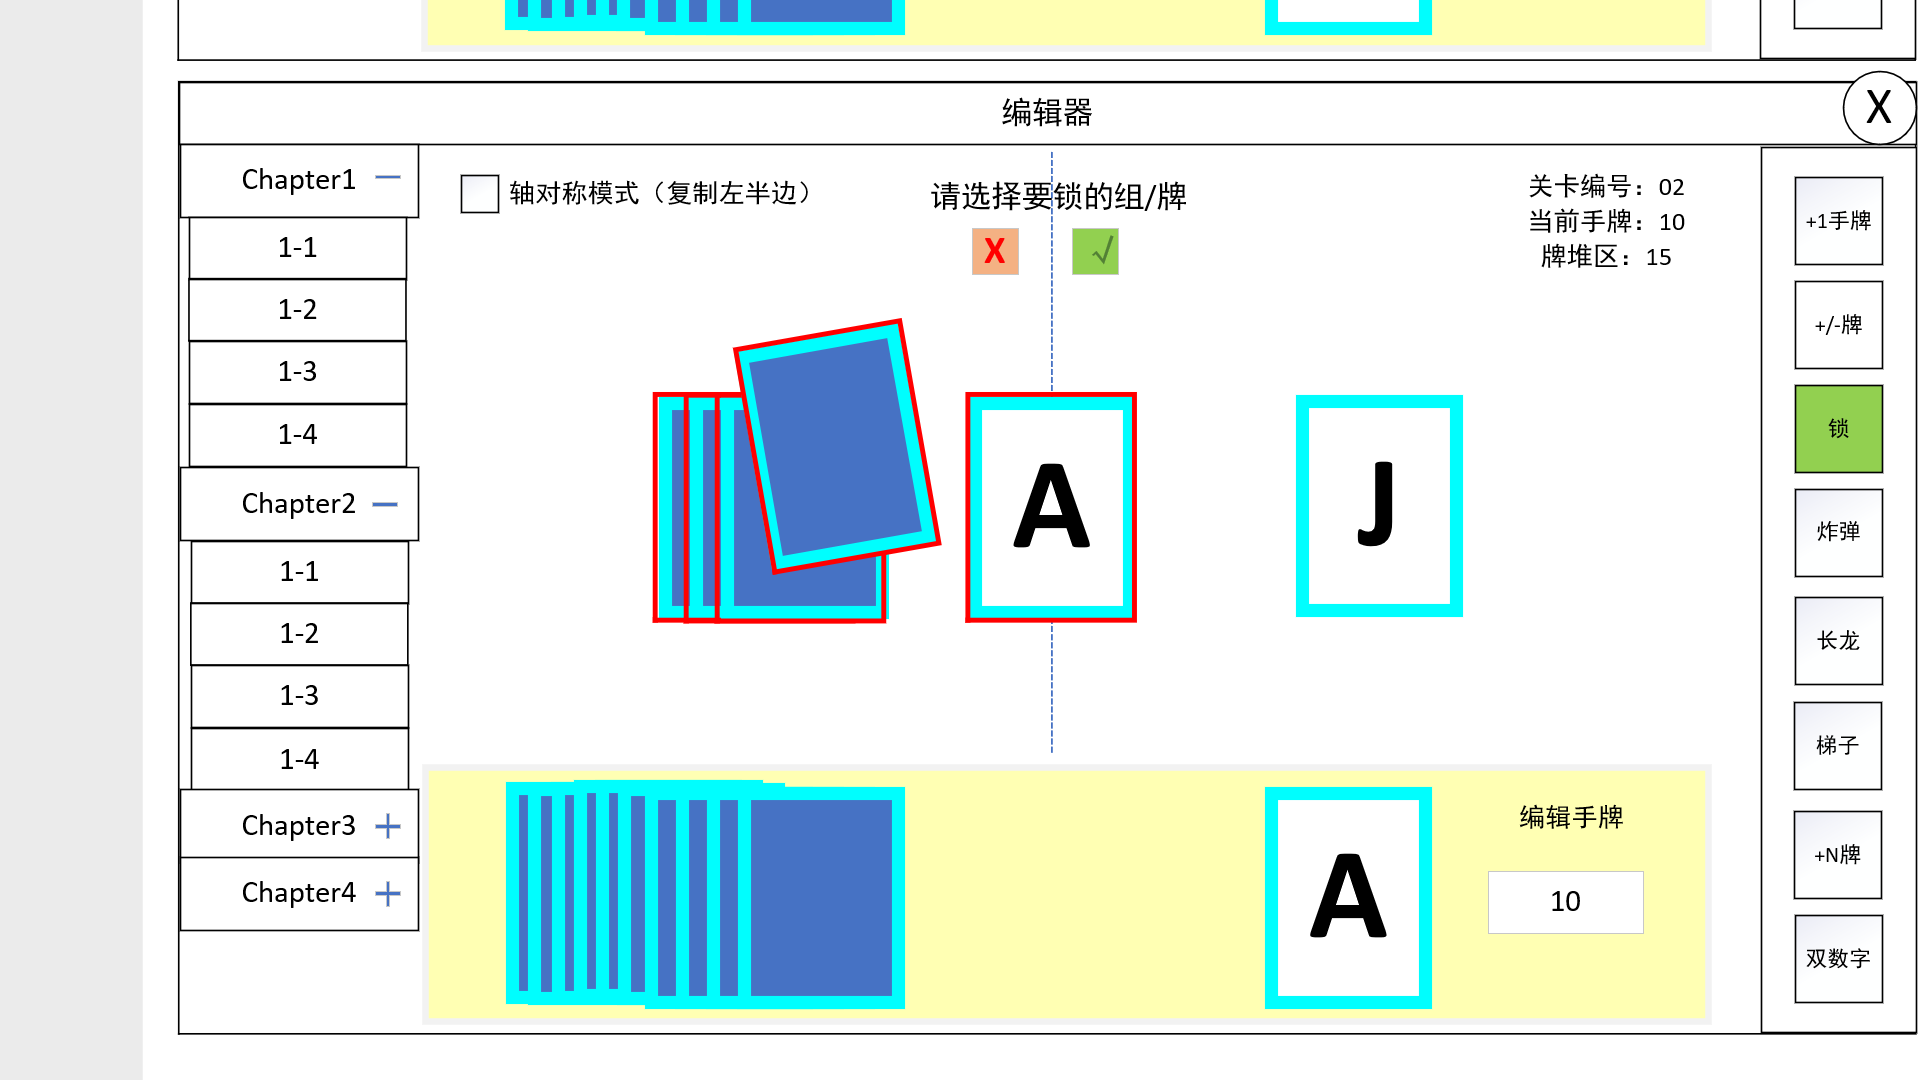 编辑器
X
Chapter1
1-1
1-2
1-3
1-4
Chapter2
1-1
1-2
1-3
1-4
Chapter3
Chapter4
轴对称模式（复制左半边）
请选择要锁的组/牌
X √
关卡编号：02
当前手牌：10
牌堆区：15
A
J
A
编辑手牌
10
+1手牌
+/-牌
锁
炸弹
长龙
梯子
+N牌
双数字